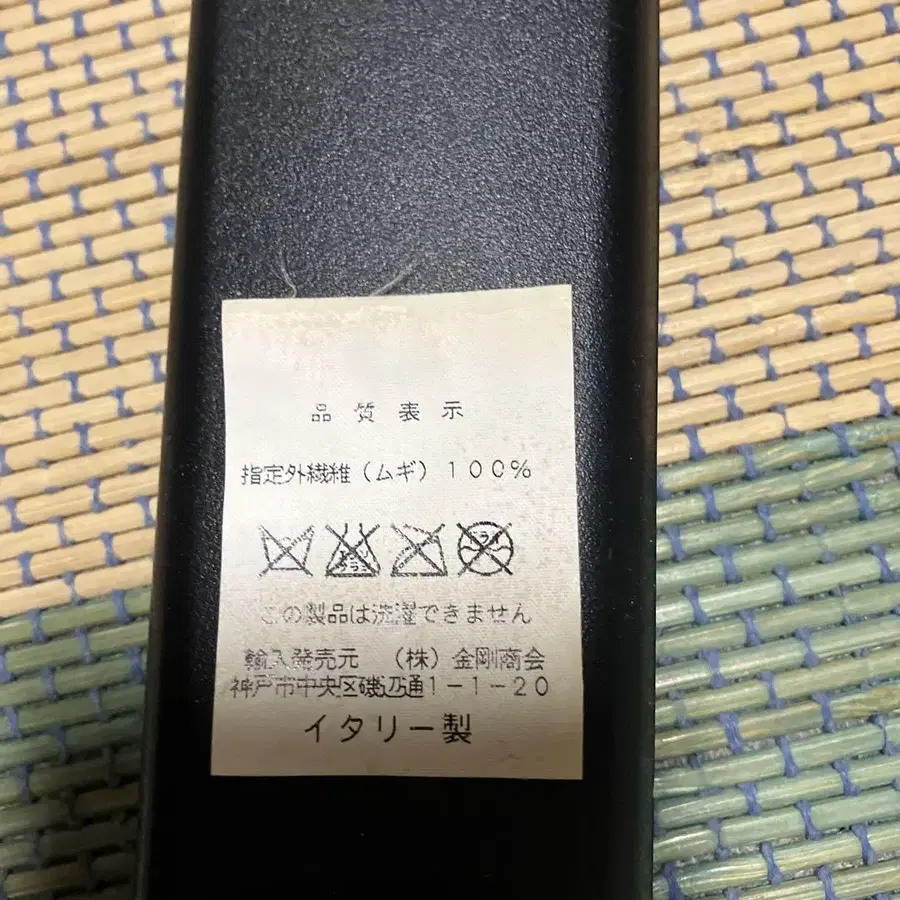 品質表示
指定外繊維（ムギ）１００％
この製品は洗濯できません
輸入発売元　（株）金剛商会
神戸市中央区磯辺通１－１－２０
イタリー製